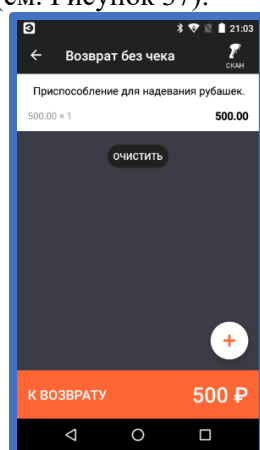 (см. Рисунок 37).
21:03
Возврат без чека
СКАН
Приспособление для надевания рубашек.
500.00 × 1 500.00
ОЧИСТИТЬ
+
К ВОЗВРАТУ 500 ₽